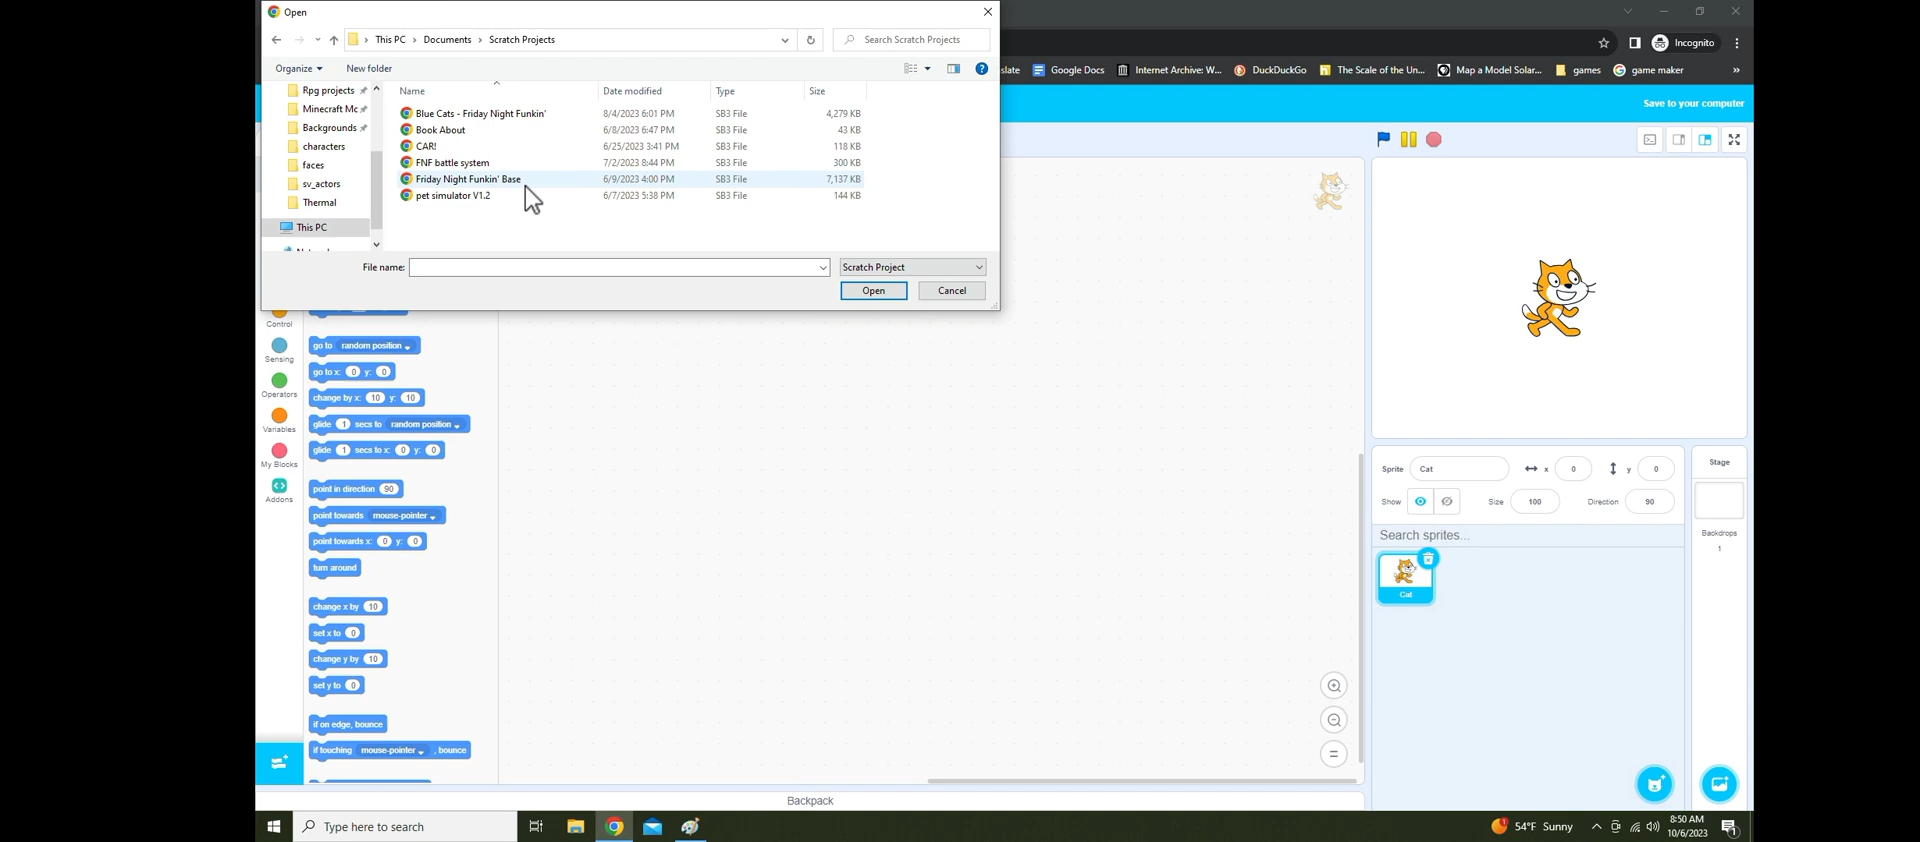 Open
This PC > Documents > Scratch Projects
Search Scratch Projects
Incognito
Organize
New folder
slate
Google Docs
Internet Archive: W...
DuckDuckGo
The Scale of the Un...
Map a Model Solar...
games
game maker
»
Name
Date modified
Type
Size
Rpg projects
Minecraft Mc
Backgrounds
characters
faces
sv_actors
Thermal
This PC
Blue Cats - Friday Night Funkin' 8/4/2023 6:01 PM SB3 File 4,279 KB
Book About 6/8/2023 6:47 PM SB3 File 43 KB
CAR! 6/25/2023 3:41 PM SB3 File 118 KB
FNF battle system 7/2/2023 8:44 PM SB3 File 300 KB
Friday Night Funkin' Base 6/9/2023 4:00 PM SB3 File 7,137 KB
pet simulator V1.2 6/7/2023 5:38 PM SB3 File 144 KB
File name:
Scratch Project
Open
Cancel
Save to your computer
Control
Sensing
Operators
Variables
My Blocks
Addons
go to random position
go to x: 0 y: 0
change by x: 10 y: 10
glide 1 secs to random position
glide 1 secs to x: 0 y: 0
point in direction 90
point towards mouse-pointer
point towards x: 0 y: 0
turn around
change x by 10
set x to 0
change y by 10
set y to 0
if on edge, bounce
if touching mouse-pointer , bounce
Sprite Cat x 0 y 0
Show Size 100 Direction 90
Search sprites...
Cat
Stage
Backdrops
1
Backpack
Type here to search
54°F Sunny
8:50 AM
10/6/2023
1